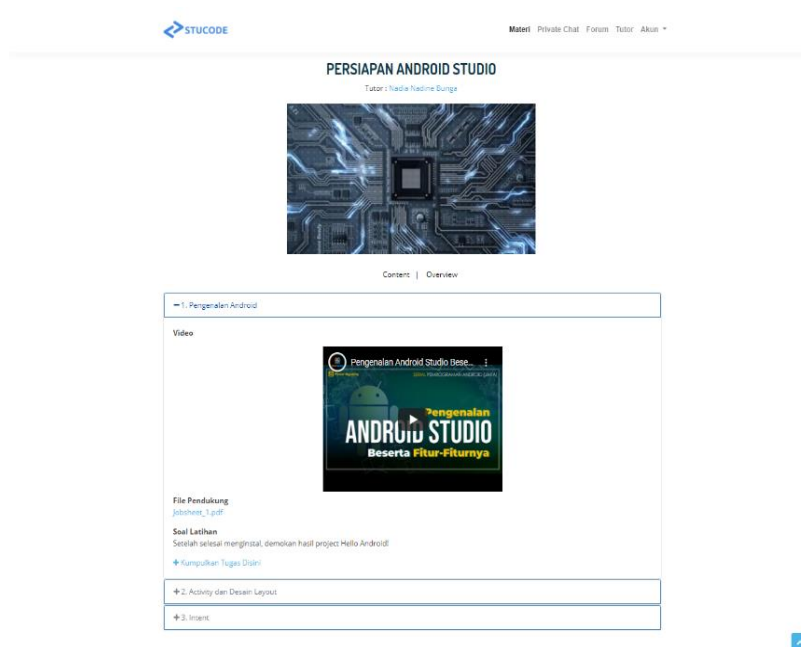 STUCODE
Materi Private Chat Forum Tutor Akun
PERSIAPAN ANDROID STUDIO
Tutor : Nadia Nadine Bunga
Content | Overview
1. Pengenalan Android
Video
Pengenalan Android Studio Bese...
Pengenalan
ANDROID STUDIO
Beserta Fitur-Fiturnya
File Pendukung
Jobsheet_1.pdf
Soal Latihan
Setelah selesai menginstal, demokan hasil project Hello Android!
+ Kumpulkan Tugas Disini
+ 2. Activity dan Desain Layout
+ 3. Intent